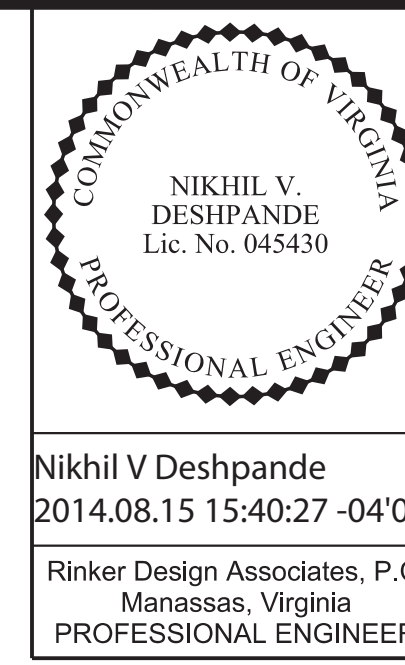 COMMONWEALTH OF VIRGINIA
NIKHIL V.
DESHPANDE
Lic. No. 045430
PROFESSIONAL ENGINEER
Nikhil V Deshpande
2014.08.15 15:40:27 -04'0
Rinker Design Associates, P.
Manassas, Virginia
PROFESSIONAL ENGINEER